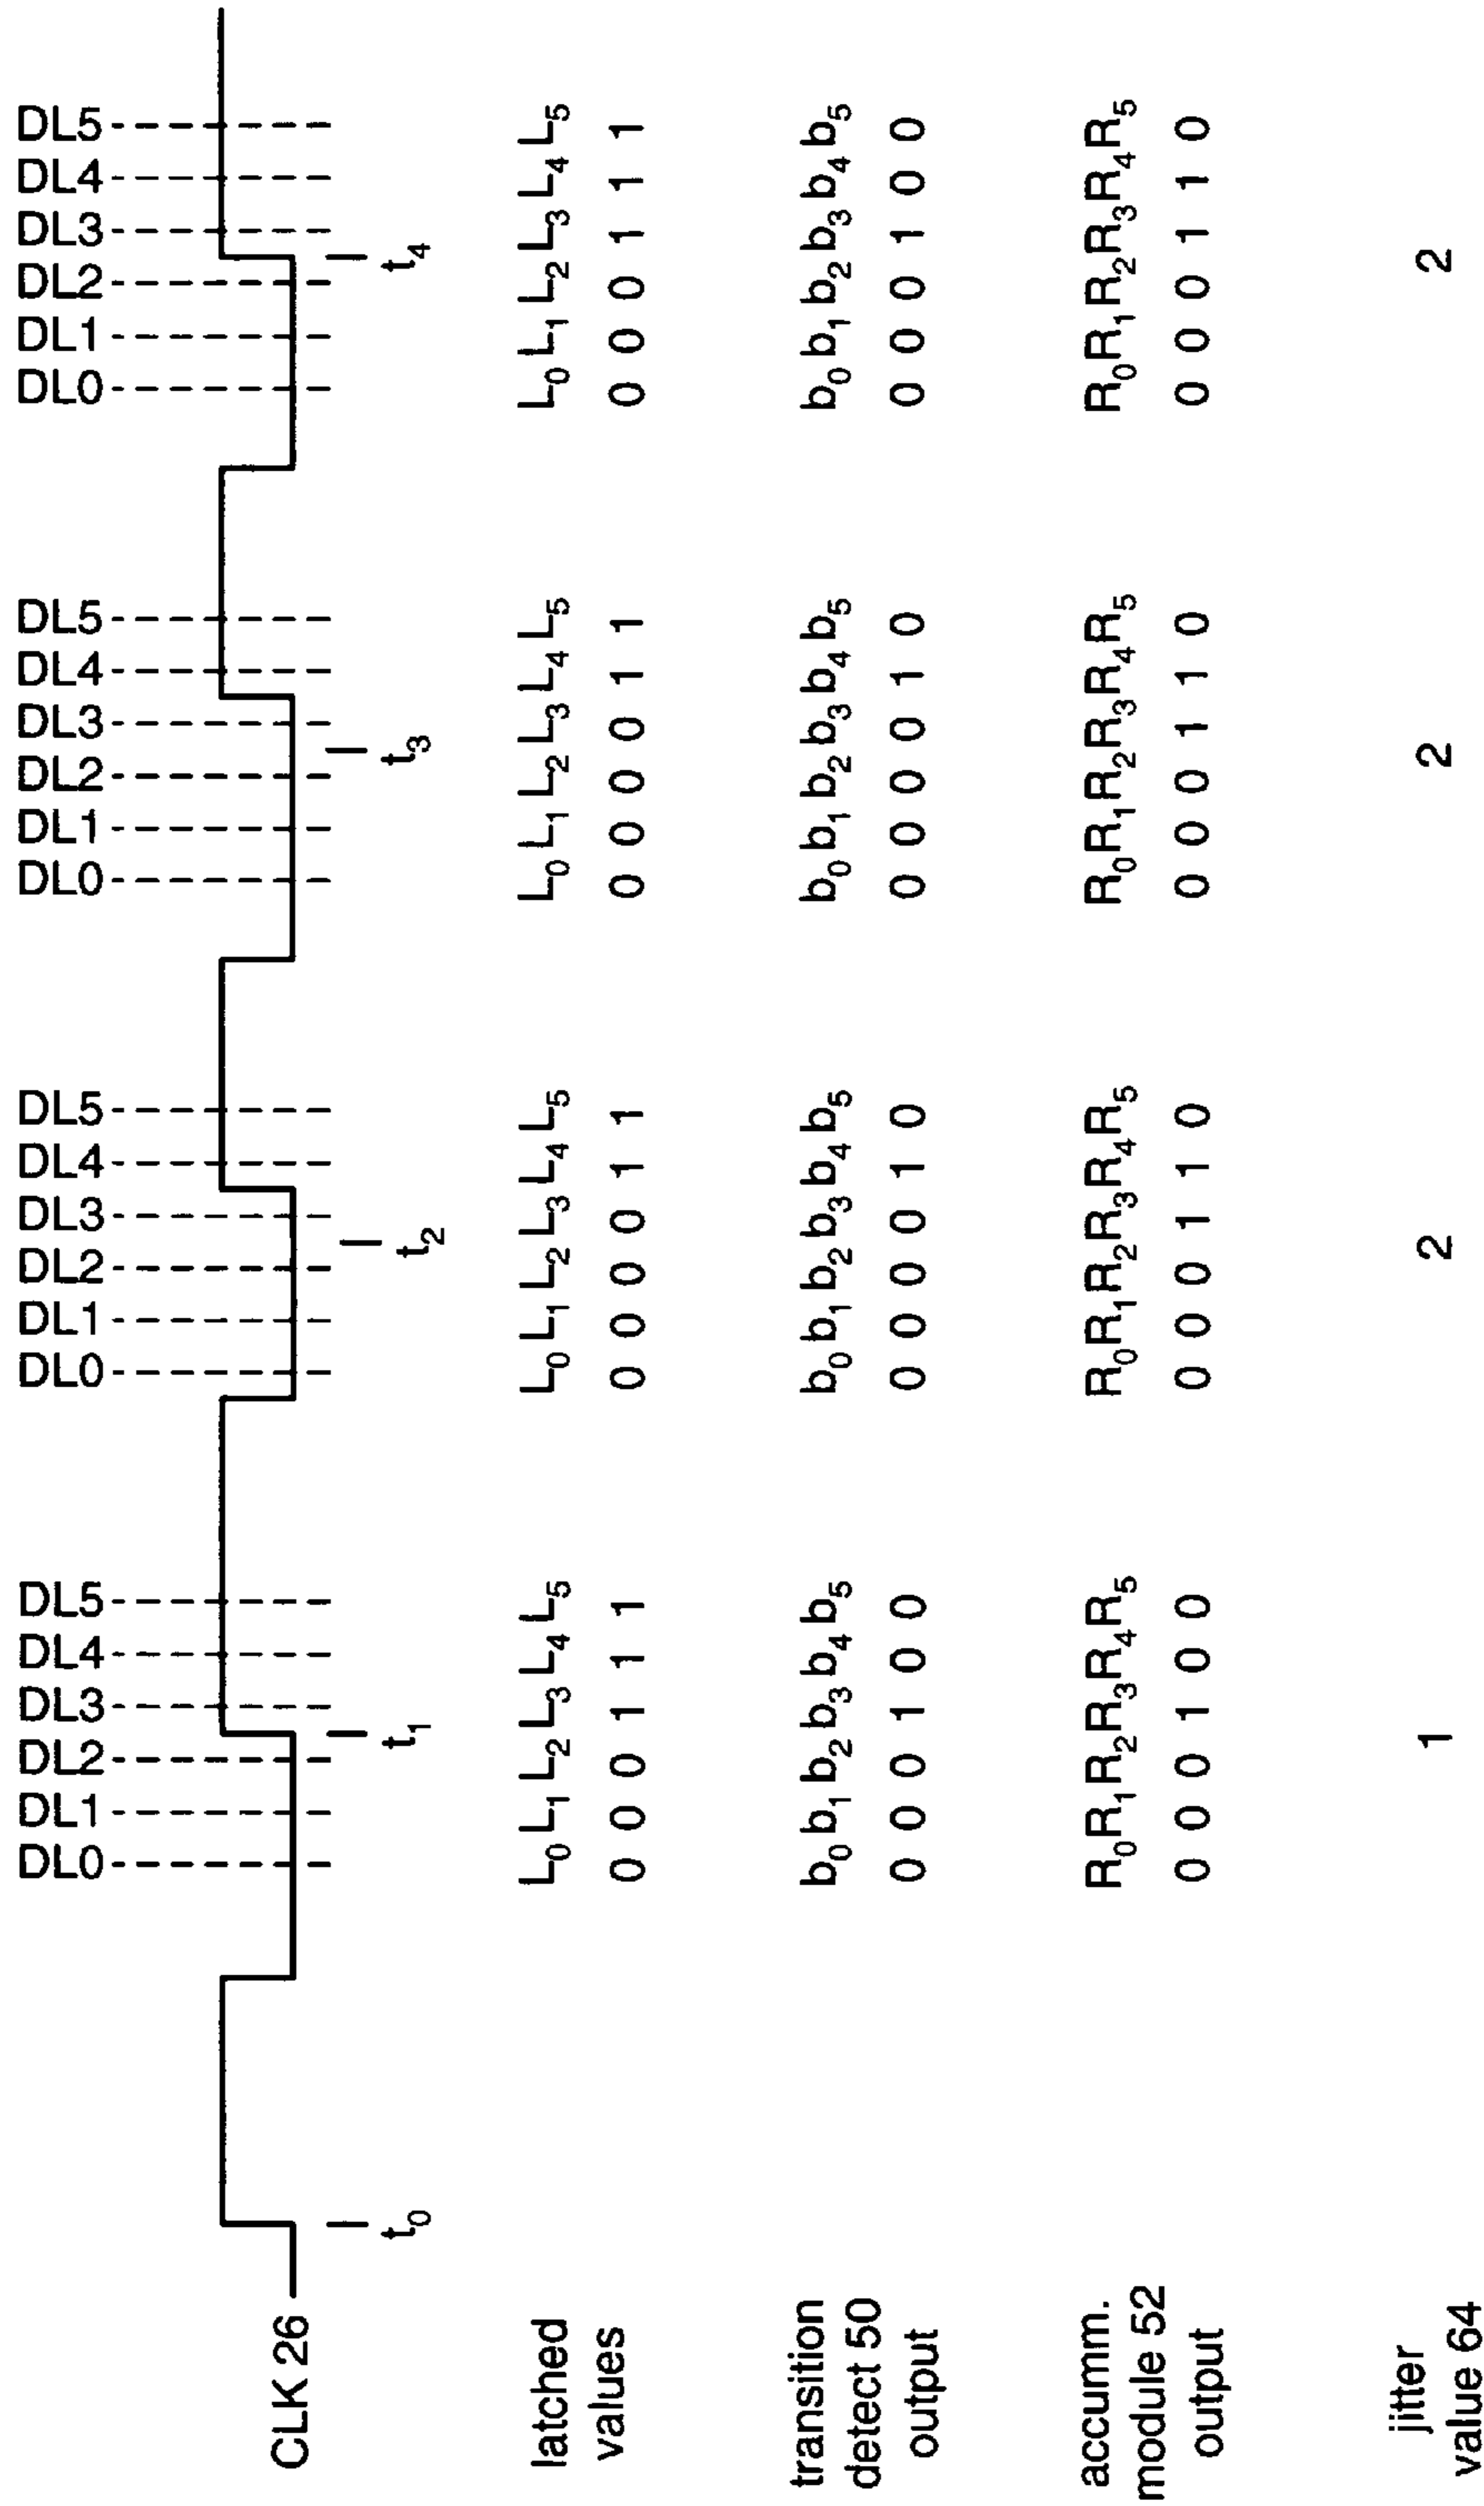 DL0 DL1 DL2 DL3 DL4 DL5 DL0 DL1 DL2 DL3 DL4 DL5 DL0 DL1 DL2 DL3 DL4 DL5 DL0 DL1 DL2 DL3 DL4 DL5
CLK 26
t0 t1 t2 t3 t4
latched values
L0 L1 L2 L3 L4 L5 L0 L1 L2 L3 L4 L5 L0 L1 L2 L3 L4 L5 L0 L1 L2 L3 L4 L5
0 0 0 1 1 1 0 0 0 0 1 1 0 0 0 0 1 1 0 0 0 1 1 1
transition detect 50 output
b0 b1 b2 b3 b4 b5 b0 b1 b2 b3 b4 b5 b0 b1 b2 b3 b4 b5 b0 b1 b2 b3 b4 b5
0 0 0 1 0 0 0 0 0 0 1 0 0 0 0 0 1 0 0 0 0 1 0 0
accumm. module 52 output
R0 R1 R2 R3 R4 R5 R0 R1 R2 R3 R4 R5 R0 R1 R2 R3 R4 R5 R0 R1 R2 R3 R4 R5
0 0 0 1 0 0 0 0 0 1 1 0 0 0 0 1 1 0 0 0 0 1 1 0
jitter value 64
1 2 2 2